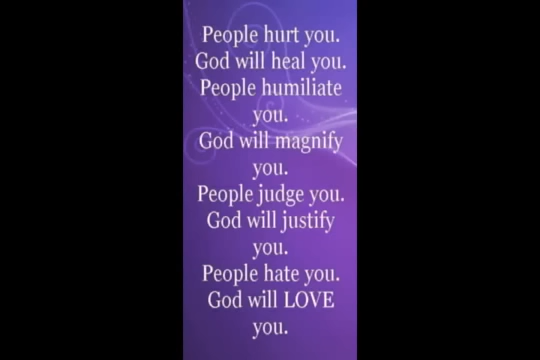 People hurt you.
God will heal you.
People humiliate
you.
God will magnify
you.
People judge you.
God will justify
you.
People hate you.
God will LOVE
you.